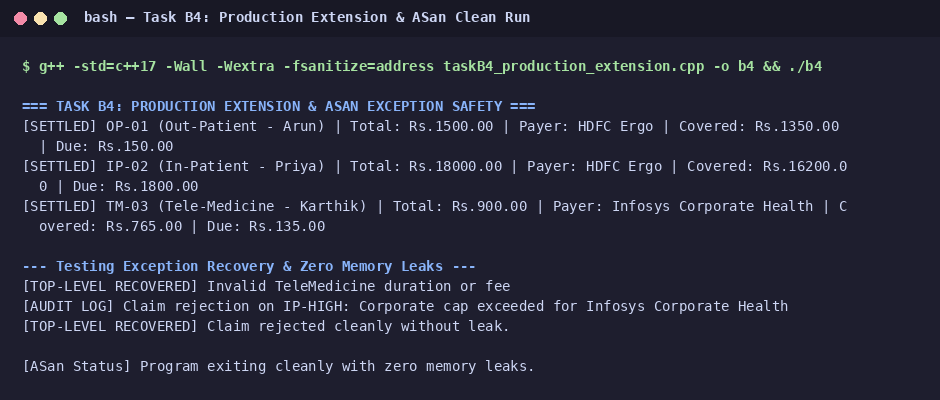 bash — Task B4: Production Extension & ASan Clean Run
$ g++ -std=c++17 -Wall -Wextra -fsanitize=address taskB4_production_extension.cpp -o b4 && ./b4
=== TASK B4: PRODUCTION EXTENSION & ASAN EXCEPTION SAFETY ===
[SETTLED] OP-01 (Out-Patient - Arun) | Total: Rs.1500.00 | Payer: HDFC Ergo | Covered: Rs.1350.00
| Due: Rs.150.00
[SETTLED] IP-02 (In-Patient - Priya) | Total: Rs.18000.00 | Payer: HDFC Ergo | Covered: Rs.16200.0
0 | Due: Rs.1800.00
[SETTLED] TM-03 (Tele-Medicine - Karthik) | Total: Rs.900.00 | Payer: Infosys Corporate Health | C
overed: Rs.765.00 | Due: Rs.135.00
--- Testing Exception Recovery & Zero Memory Leaks ---
[TOP-LEVEL RECOVERED] Invalid TeleMedicine duration or fee
[AUDIT LOG] Claim rejection on IP-HIGH: Corporate cap exceeded for Infosys Corporate Health
[TOP-LEVEL RECOVERED] Claim rejected cleanly without leak.
[ASan Status] Program exiting cleanly with zero memory leaks.